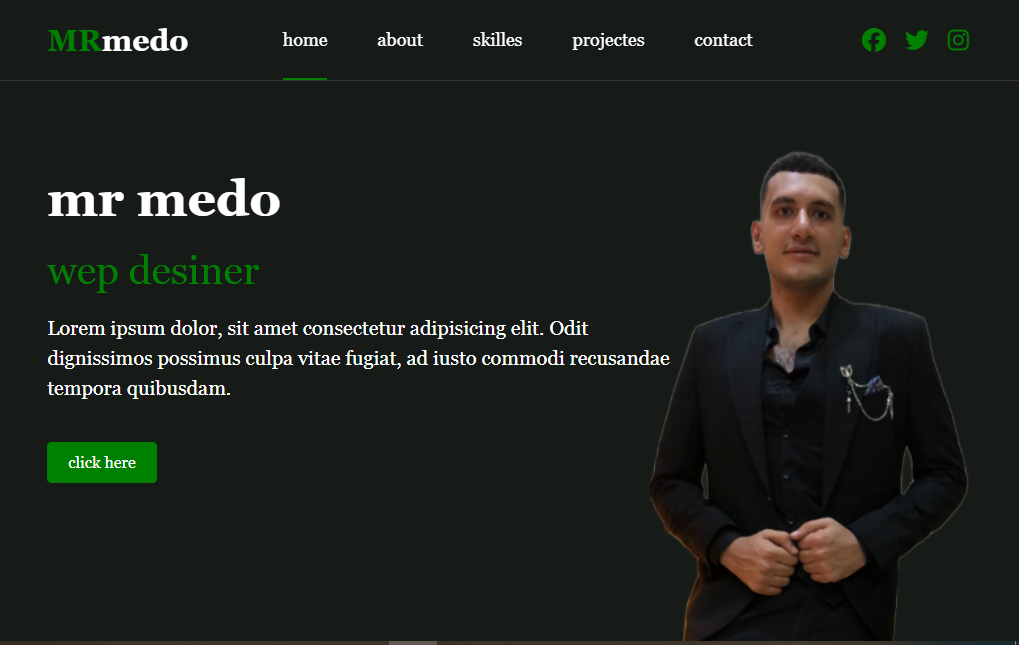 MRmedo
home about skilles projectes contact
mr medo
wep desiner
Lorem ipsum dolor, sit amet consectetur adipisicing elit. Odit
dignissimos possimus culpa vitae fugiat, ad iusto commodi recusandae
tempora quibusdam.
click here